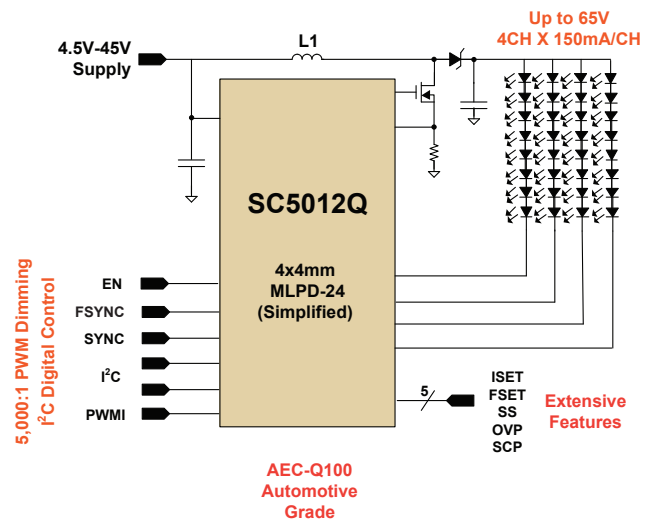 Up to 65V
4CH X 150mA/CH
4.5V-45V
Supply
L1
SC5012Q
4x4mm
MLPD-24
(Simplified)
5,000:1 PWM Dimming
I²C Digital Control
EN
FSYNC
SYNC
I²C
PWMI
5
ISET
FSET
SS
OVP
SCP
Extensive
Features
AEC-Q100
Automotive
Grade